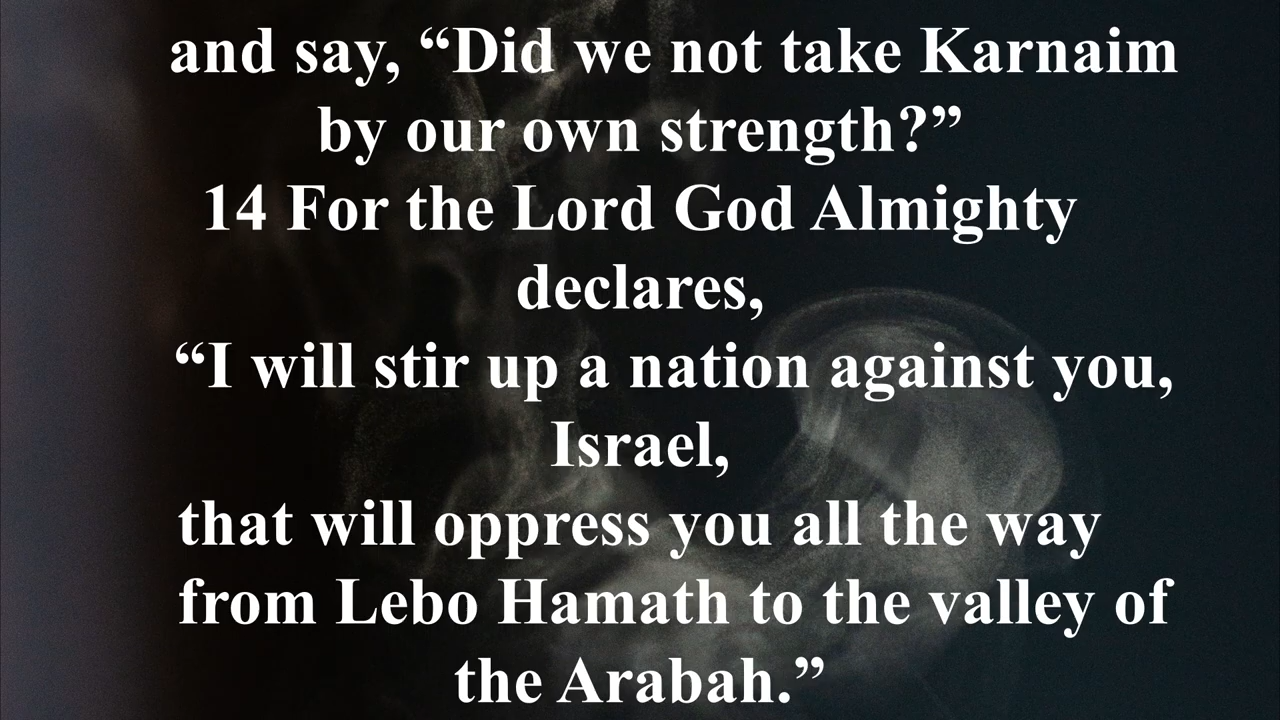 and say, “Did we not take Karnaim
by our own strength?”
14 For the Lord God Almighty
declares,
“I will stir up a nation against you,
Israel,
that will oppress you all the way
from Lebo Hamath to the valley of
the Arabah.”